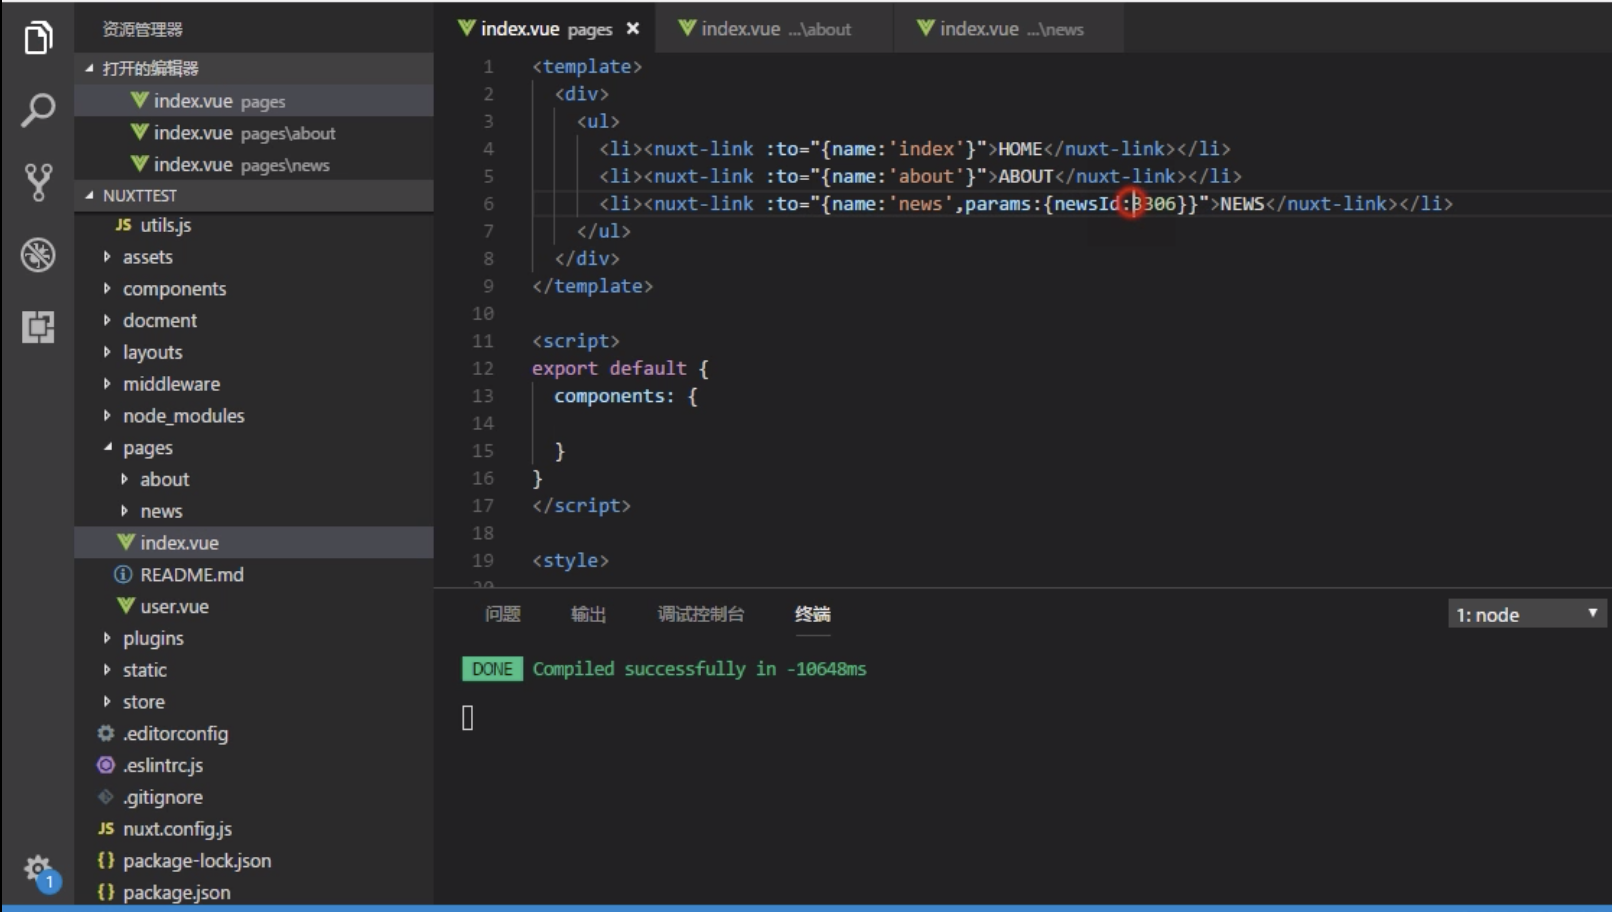 资源管理器
打开的编辑器
index.vue pages
index.vue pages\about
index.vue pages\news
NUXTTEST
JS utils.js
assets
components
docment
layouts
middleware
node_modules
pages
about
news
index.vue
README.md
user.vue
plugins
static
store
.editorconfig
.eslintrc.js
.gitignore
JS nuxt.config.js
{} package-lock.json
{} package.json
1
index.vue pages ×
index.vue ...\about
index.vue ...\news
1 <template>
2 <div>
3 <ul>
4 <li><nuxt-link :to="{name:'index'}">HOME</nuxt-link></li>
5 <li><nuxt-link :to="{name:'about'}">ABOUT</nuxt-link></li>
6 <li><nuxt-link :to="{name:'news',params:{newsId:3306}}">NEWS</nuxt-link></li>
7 </ul>
8 </div>
9 </template>
10
11 <script>
12 export default {
13 components: {
14
15 }
16 }
17 </script>
18
19 <style>
20
问题 输出 调试控制台 终端
1: node
DONE Compiled successfully in -10648ms